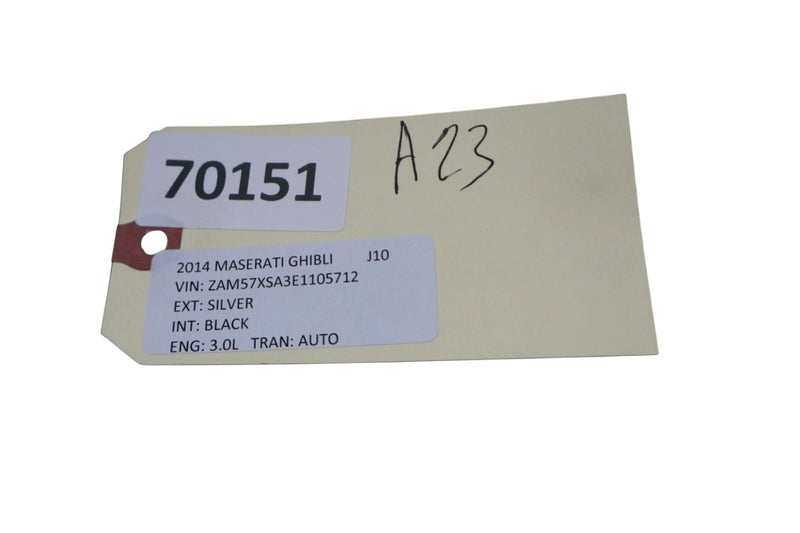 70151
A23
2014 MASERATI GHIBLI J10
VIN: ZAM57XSA3E1105712
EXT: SILVER
INT: BLACK
ENG: 3.0L TRAN: AUTO